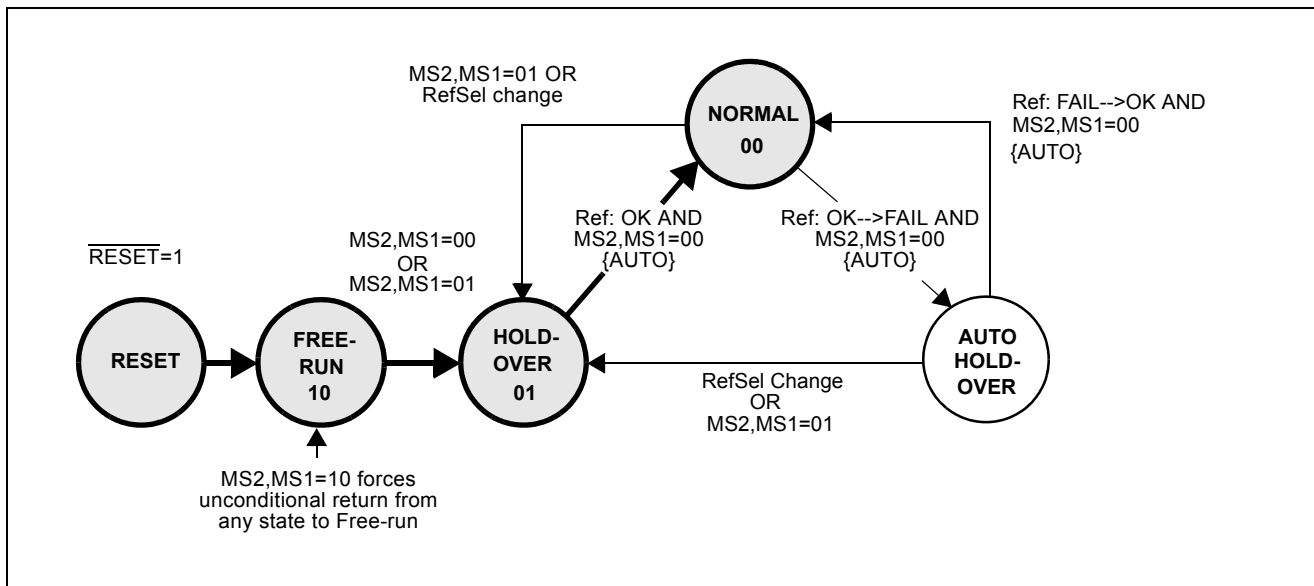 MS2,MS1=01 OR
RefSel change
NORMAL
00
Ref: FAIL-->OK AND
MS2,MS1=00
{AUTO}
Ref: OK AND
MS2,MS1=00
{AUTO}
Ref: OK-->FAIL AND
MS2,MS1=00
{AUTO}
RESET=1
MS2,MS1=00
OR
MS2,MS1=01
RESET
FREE-
RUN
10
HOLD-
OVER
01
AUTO
HOLD-
OVER
RefSel Change
OR
MS2,MS1=01
MS2,MS1=10 forces
unconditional return from
any state to Free-run